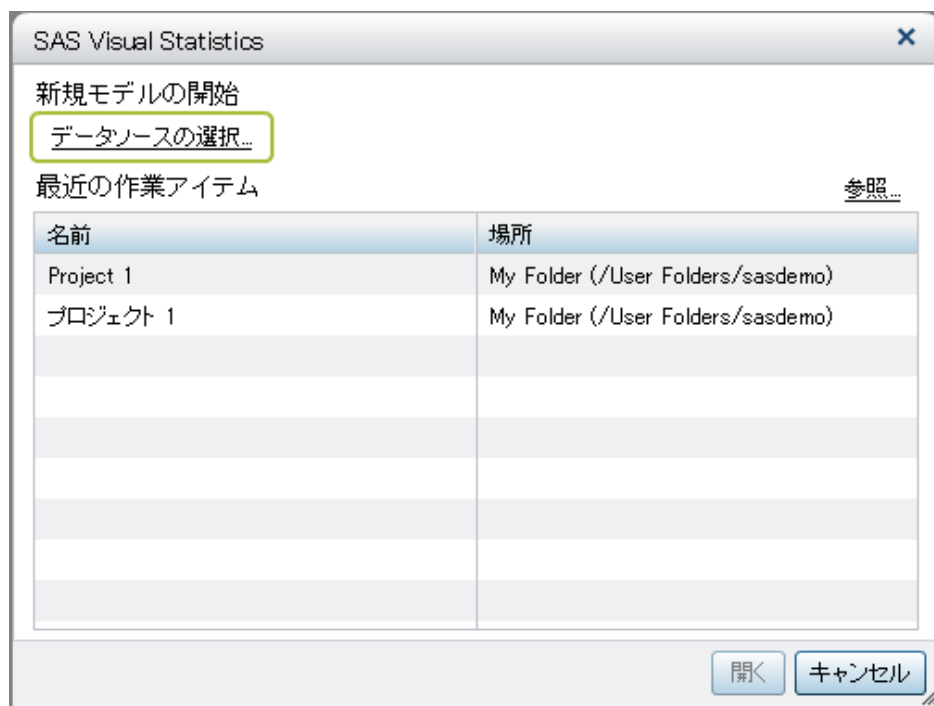 SAS Visual Statistics
新規モデルの開始
データソースの選択...
最近の作業アイテム 参照...
名前 場所
Project 1 My Folder (/User Folders/sasdemo)
プロジェクト 1 My Folder (/User Folders/sasdemo)
開く キャンセル